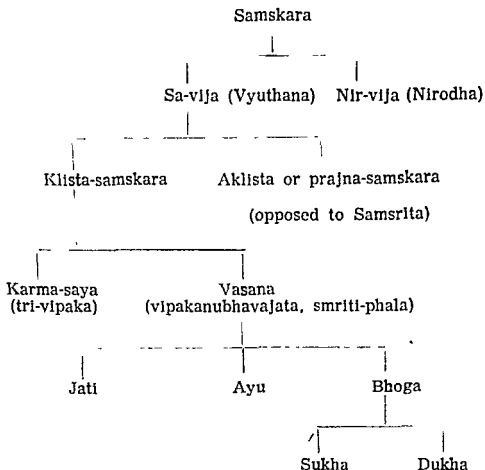 Samskara
Sa-vija (Vyuthana) Nir-vija (Nirodha)
Klista-samskara Aklista or prajna-samskara
(opposed to Samsrita)
Karma-saya Vasana
(tri-vipaka) (vipakanubhavajata, smriti-phala)
Jati Ayu Bhoga
Sukha Dukha